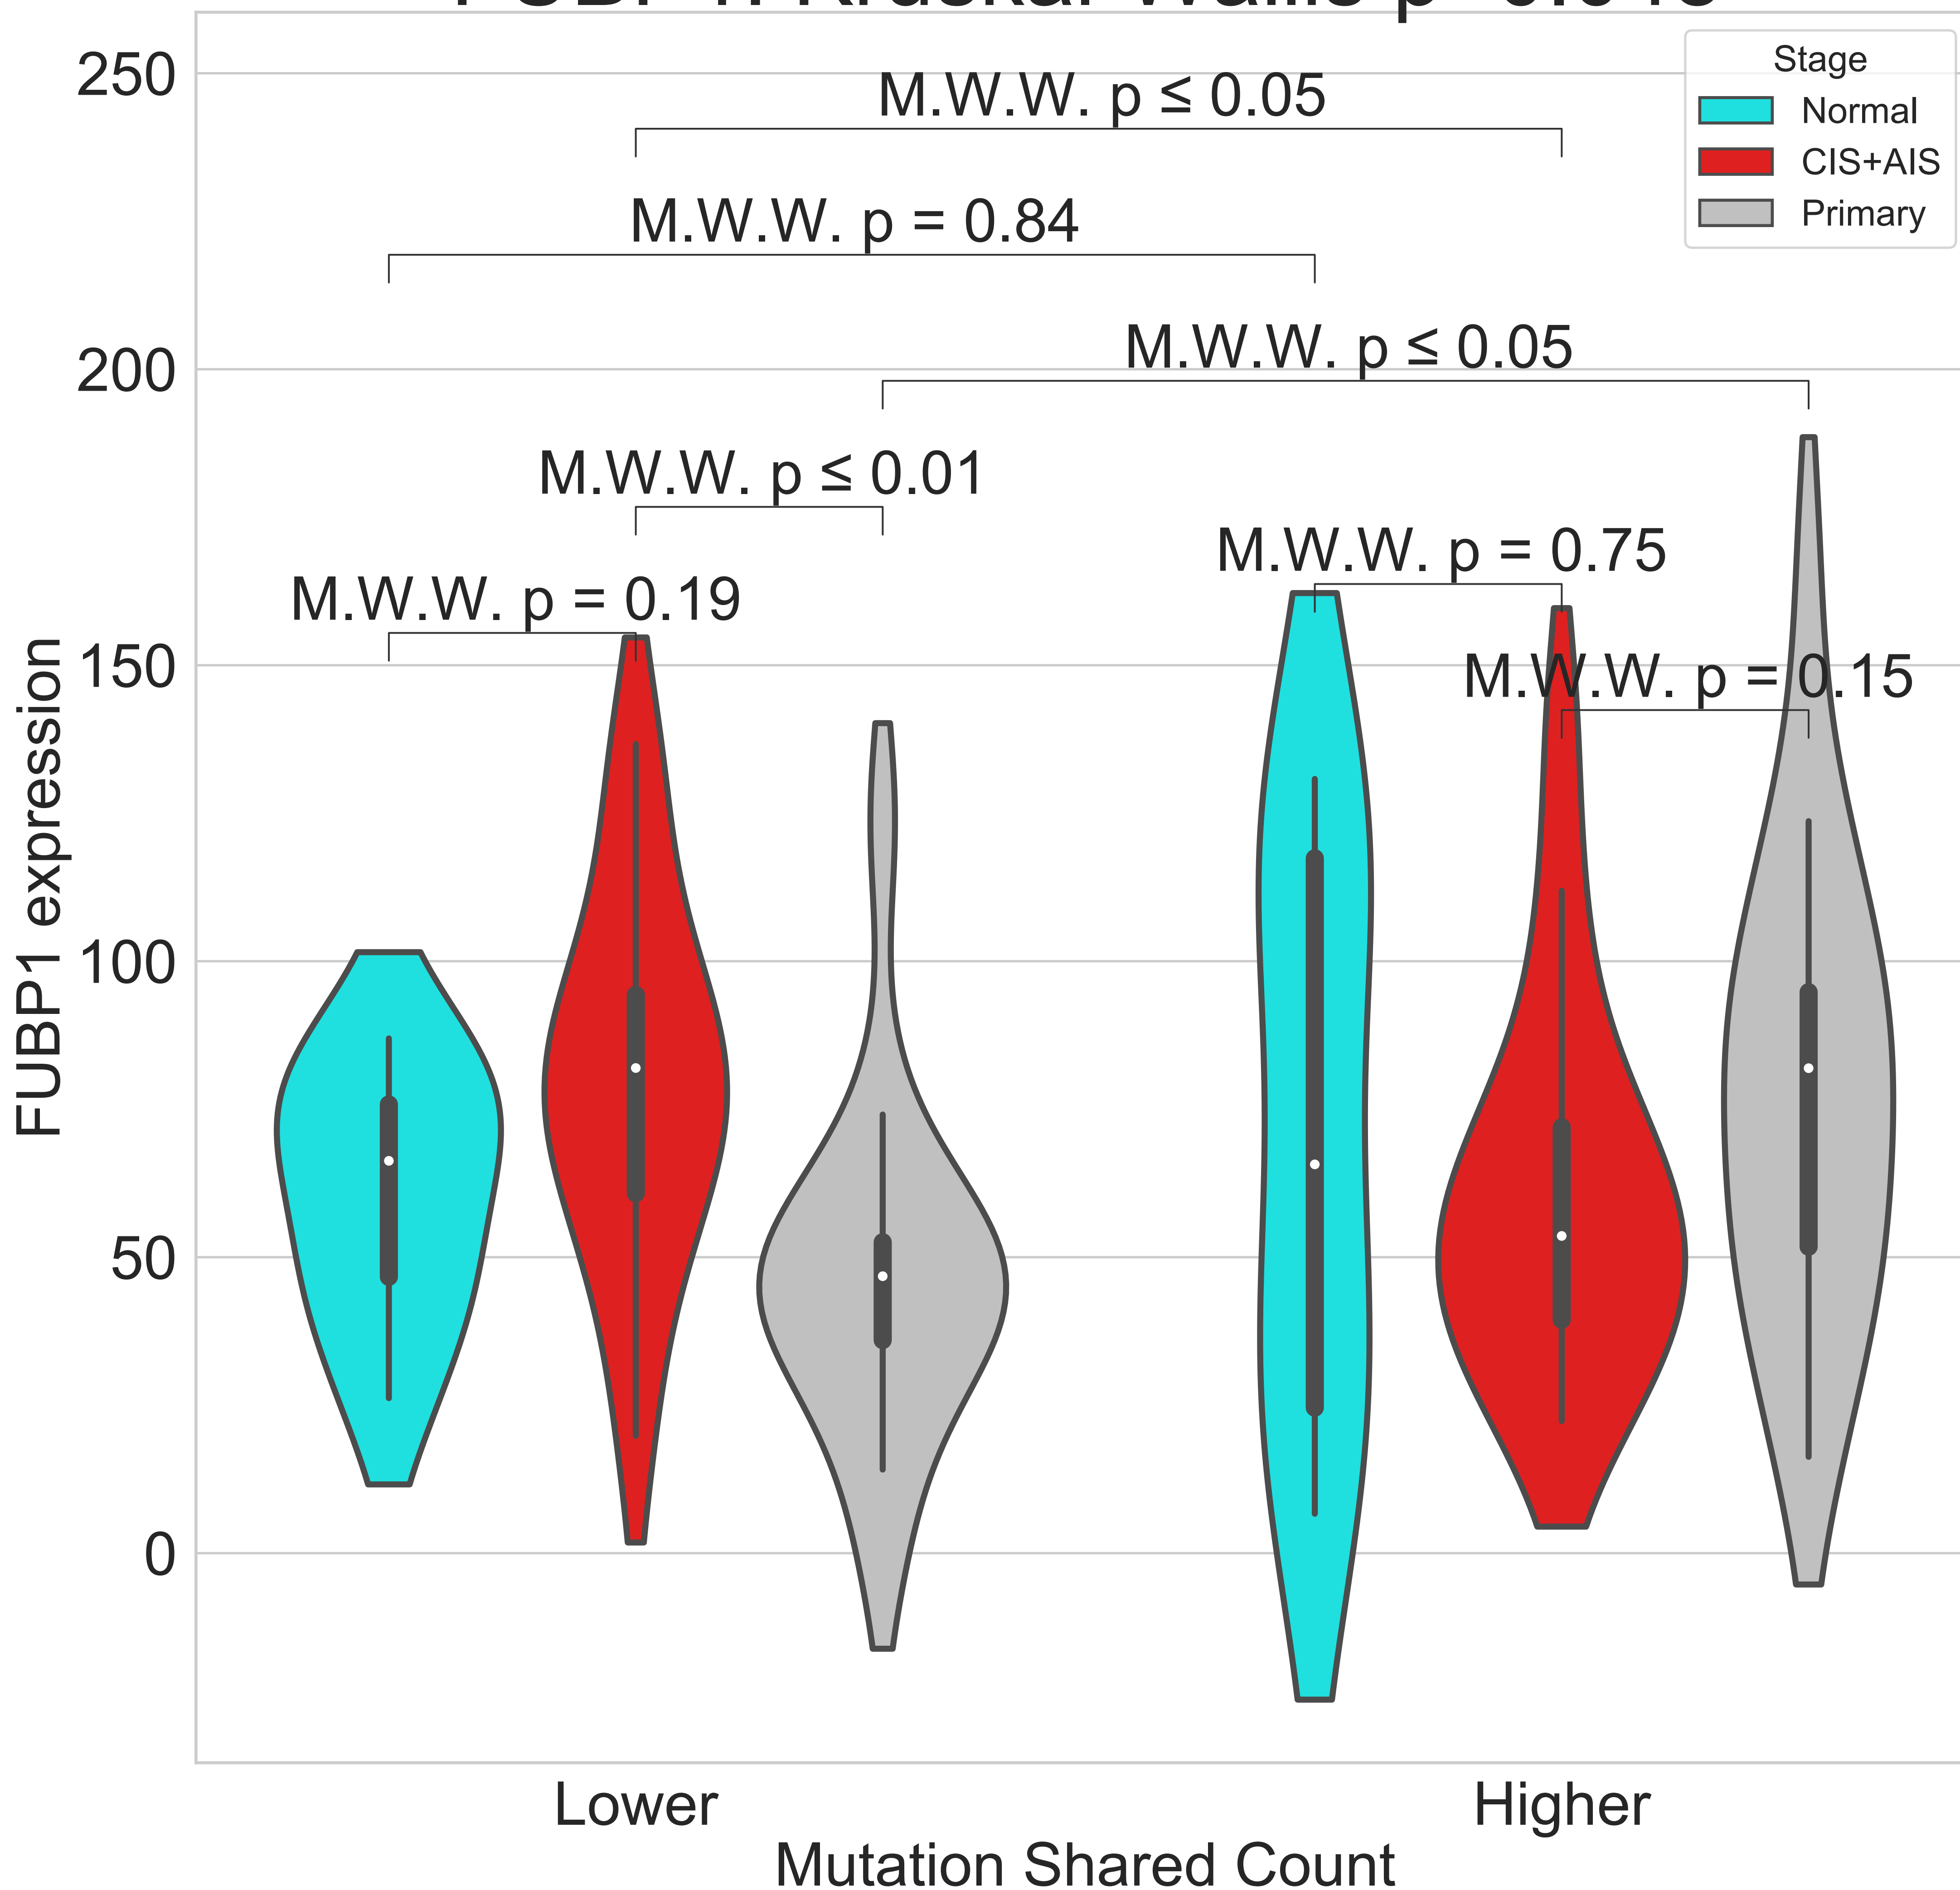 250
200
150
100
50
0
FUBP1 expression
M.W.W. p ≤ 0.05
M.W.W. p = 0.84
M.W.W. p ≤ 0.05
M.W.W. p ≤ 0.01
M.W.W. p = 0.75
M.W.W. p = 0.19
M.W.W. p = 0.15
Stage
Normal
CIS+AIS
Primary
Lower
Higher
Mutation Shared Count